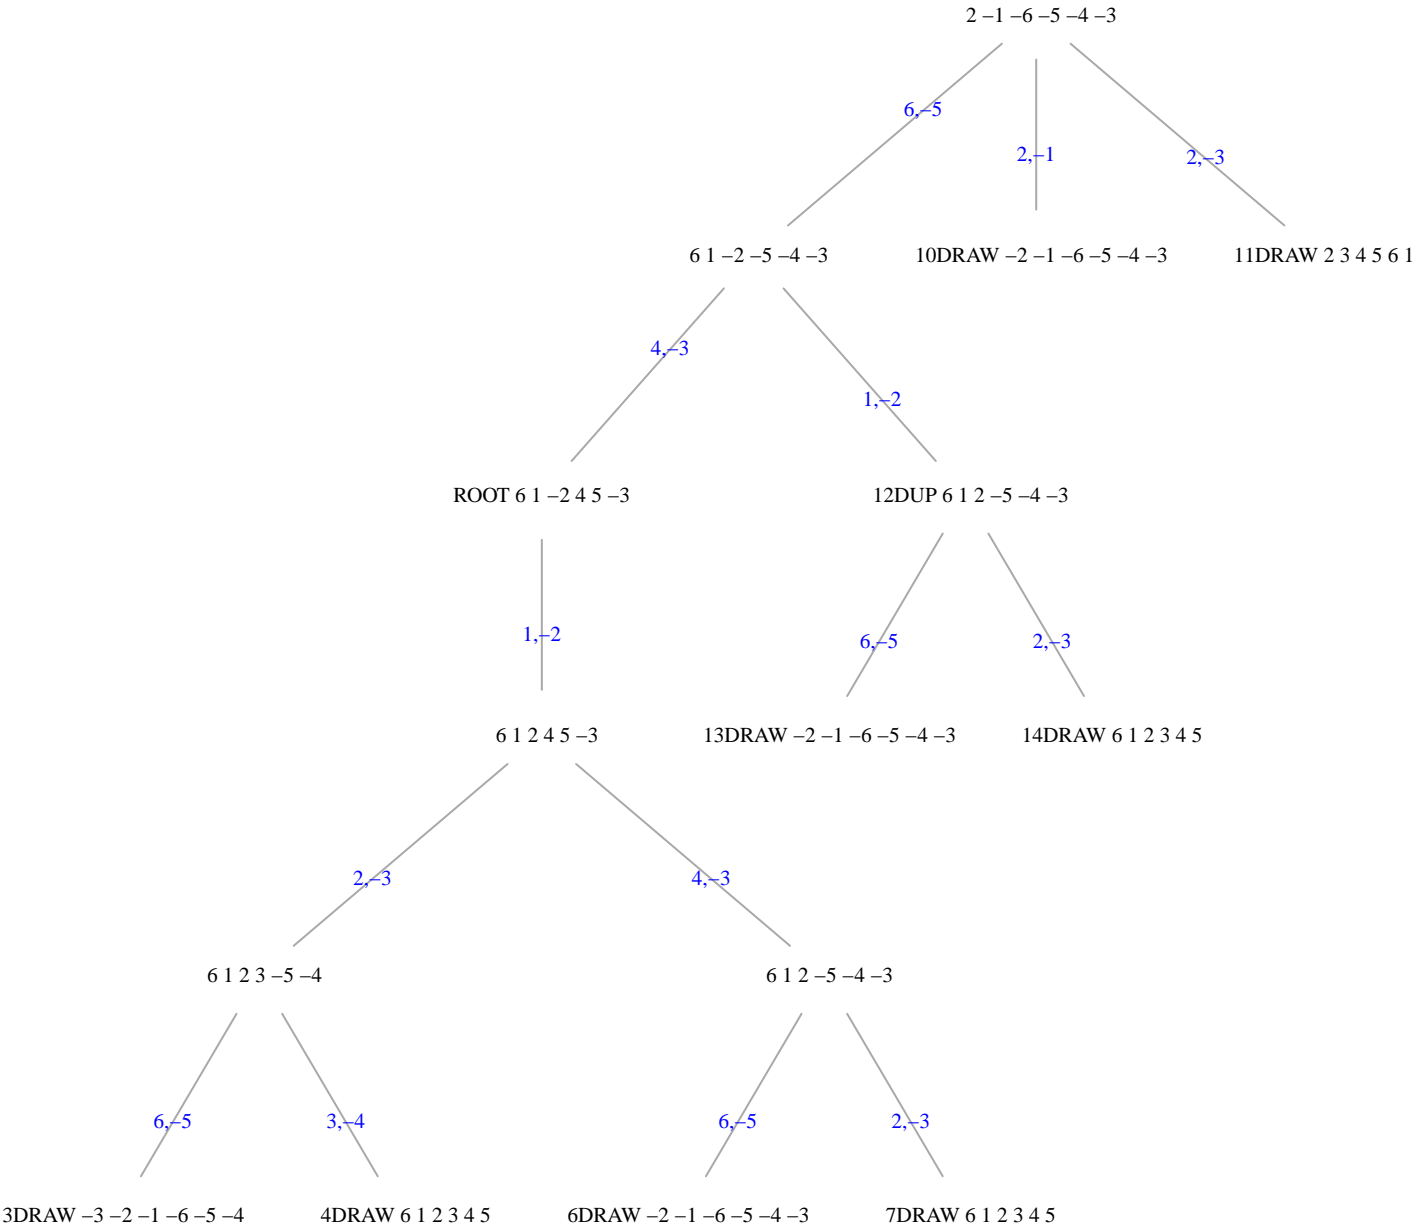 2 –1 –6 –5 –4 –3
6,–5
2,–1
2,–3
6 1 –2 –5 –4 –3
10DRAW –2 –1 –6 –5 –4 –3
11DRAW 2 3 4 5 6 1
4,–3
1,–2
ROOT 6 1 –2 4 5 –3
12DUP 6 1 2 –5 –4 –3
1,–2
6,–5
2,–3
6 1 2 4 5 –3
13DRAW –2 –1 –6 –5 –4 –3
14DRAW 6 1 2 3 4 5
2,–3
4,–3
6 1 2 3 –5 –4
6 1 2 –5 –4 –3
6,–5
3,–4
6,–5
2,–3
3DRAW –3 –2 –1 –6 –5 –4
4DRAW 6 1 2 3 4 5
6DRAW –2 –1 –6 –5 –4 –3
7DRAW 6 1 2 3 4 5